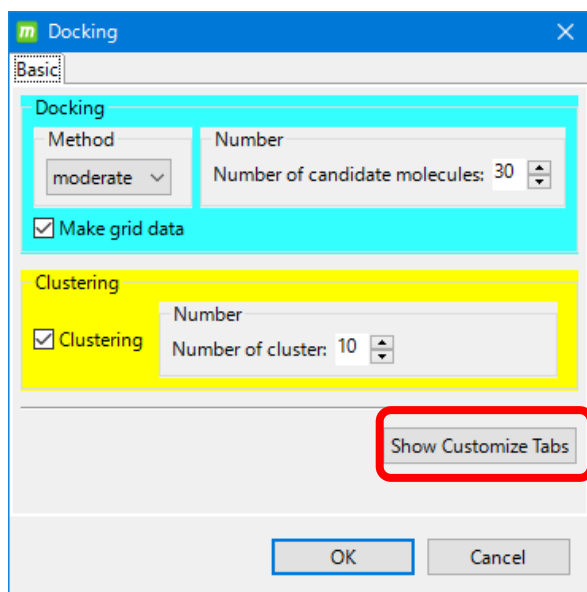 m Docking
Basic
Docking
Method
moderate
Number
Number of candidate molecules: 30
Make grid data
Clustering
Clustering
Number
Number of cluster: 10
Show Customize Tabs
OK Cancel